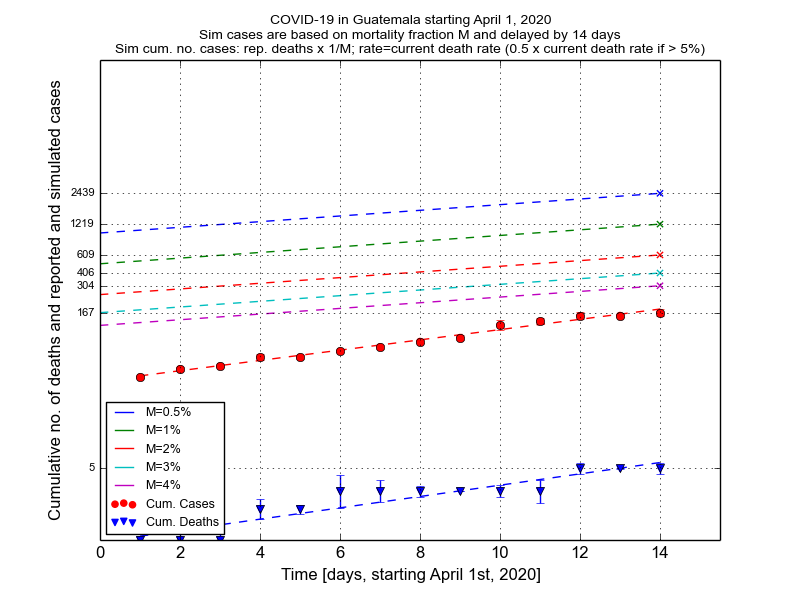 COVID-19 in Guatemala starting April 1, 2020
Sim cases are based on mortality fraction M and delayed by 14 days
Sim cum. no. cases: rep. deaths x 1/M; rate=current death rate (0.5 x current death rate if > 5%)
Cumulative no. of deaths and reported and simulated cases
2439
1219
609
406
304
167
5
M=0.5%
M=1%
M=2%
M=3%
M=4%
Cum. Cases
Cum. Deaths
0 2 4 6 8 10 12 14
Time [days, starting April 1st, 2020]